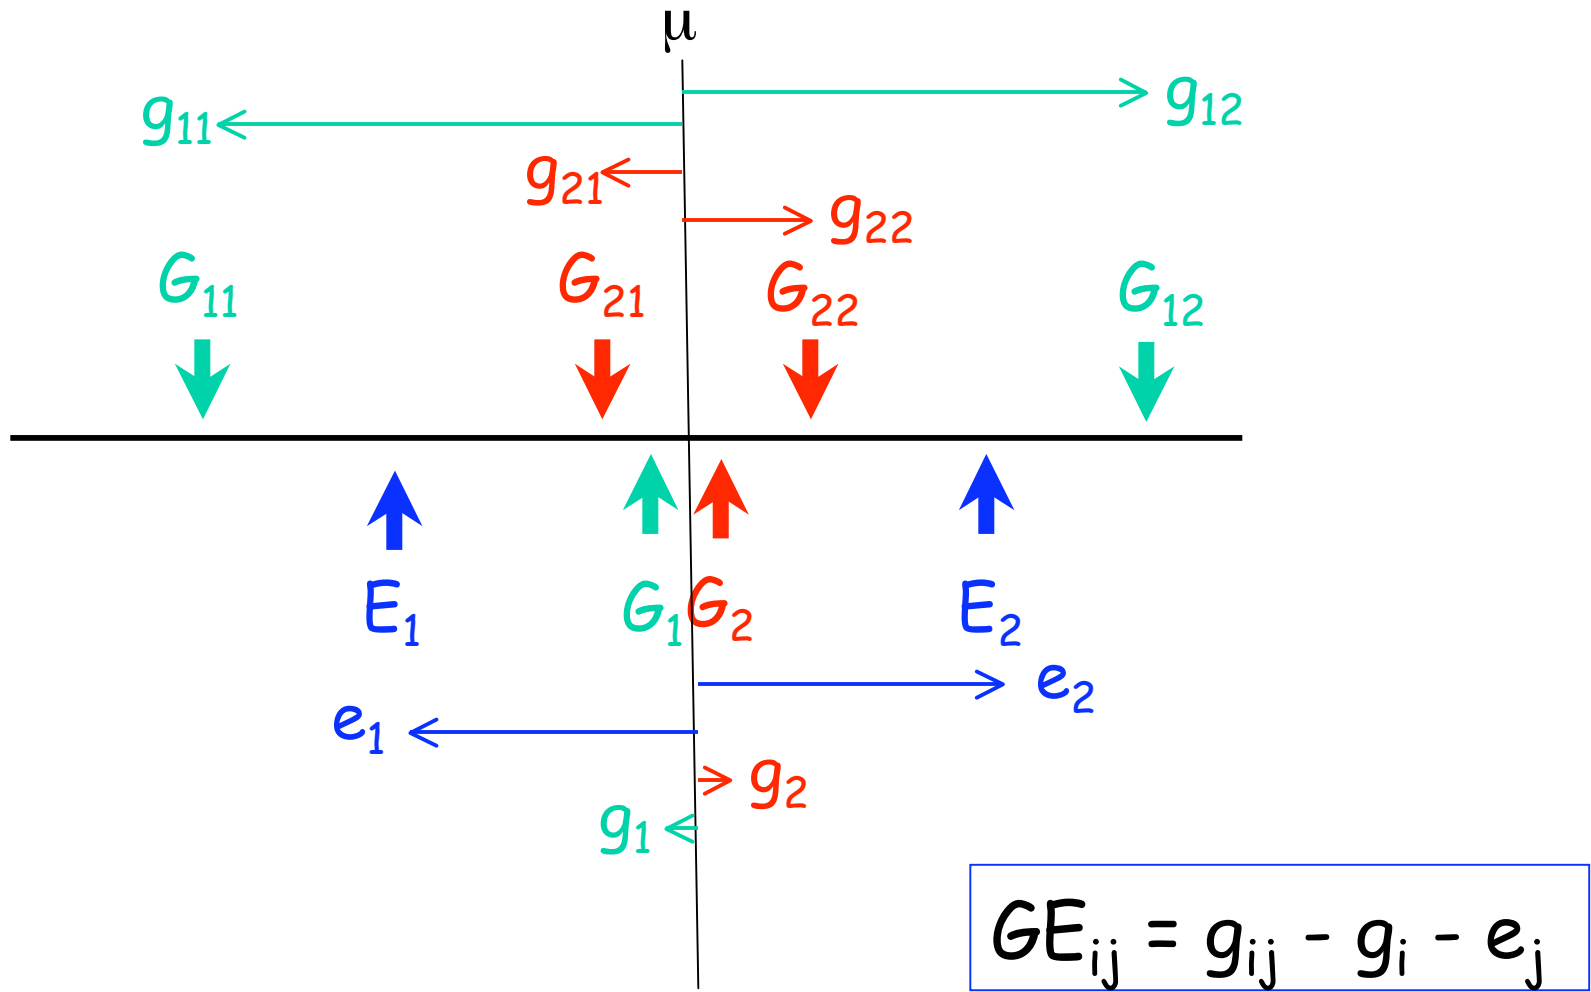 μ
g₁₁ g₁₂
g₂₁
g₂₂
G₁₁ G₂₁ G₂₂ G₁₂
E₁ G₁ G₂ E₂
e₂
e₁
g₂
g₁
GEᵢⱼ = gᵢⱼ - gᵢ - eⱼ